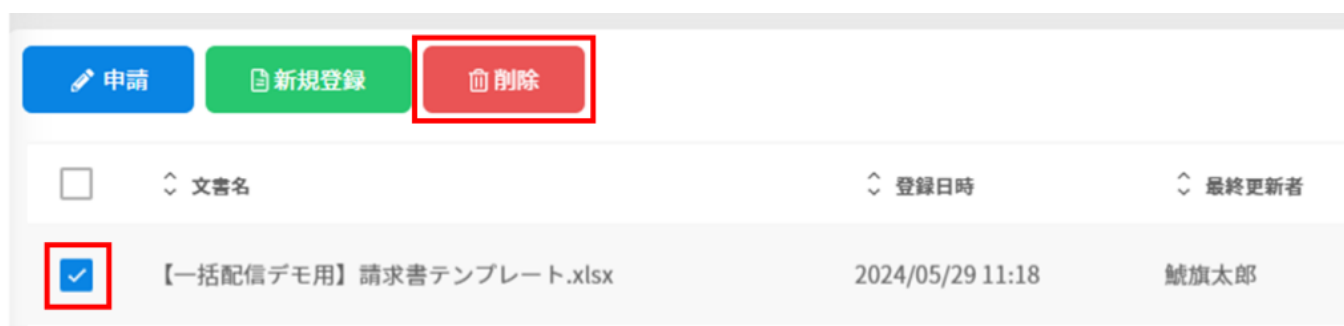 申請 新規登録 削除
文書名 登録日時 最終更新者
【一括配信デモ用】請求書テンプレート.xlsx 2024/05/29 11:18 鯱旗太郎